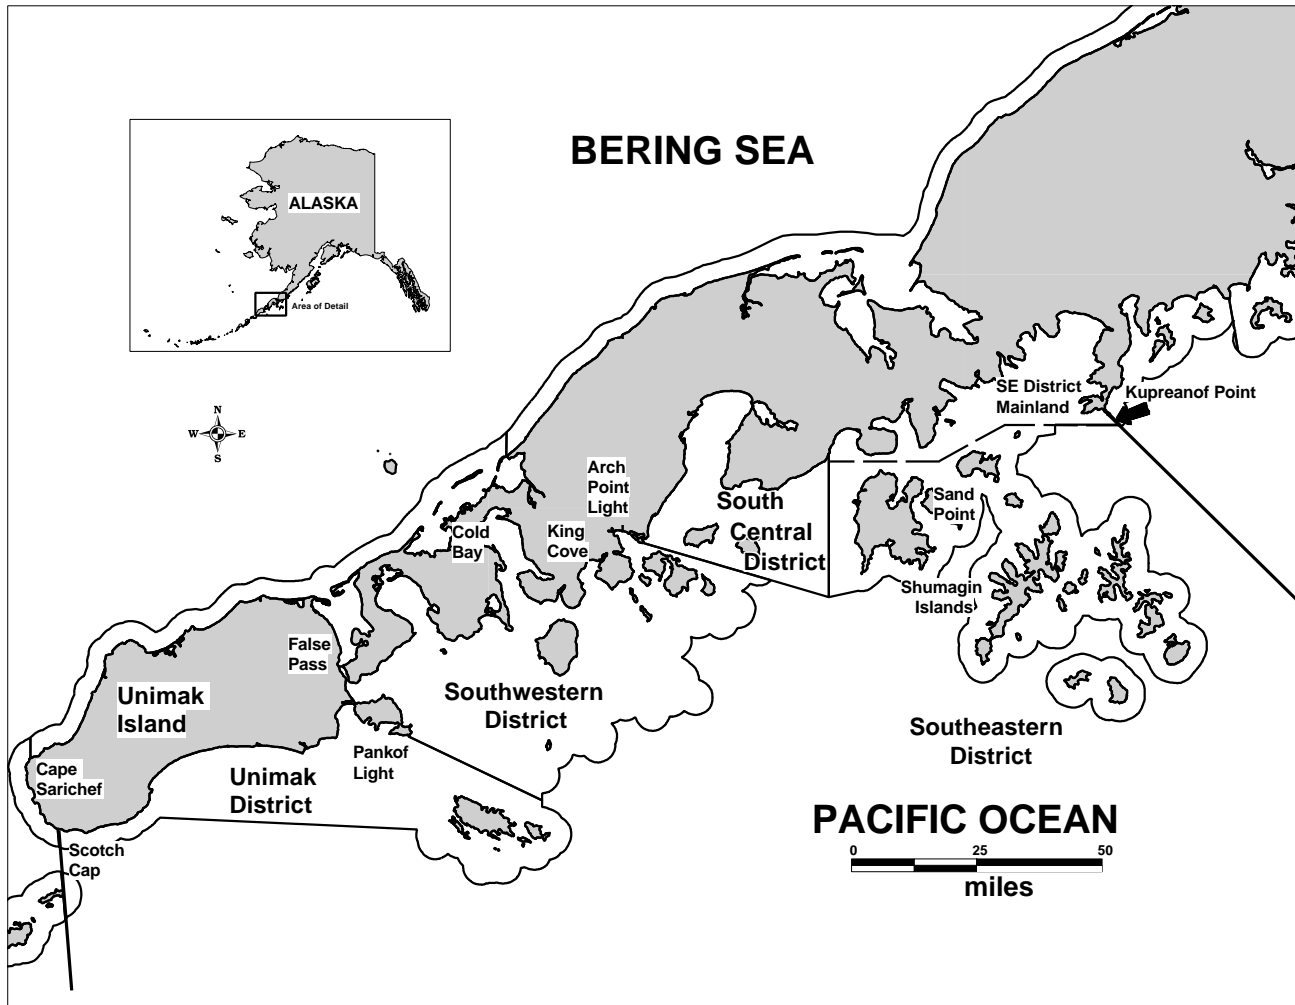 BERING SEA
ALASKA
Area of Detail
N
W
E
S
SE District
Mainland
Kupreanof Point
Arch
Point
Light
South
Central
District
Sand
Point
Cold
Bay
King
Cove
Shumagin
Islands
False
Pass
Unimak
Island
Southwestern
District
Southeastern
District
Pankof
Light
Cape
Sarichef
Unimak
District
PACIFIC OCEAN
Scotch
Cap
0 25 50
miles